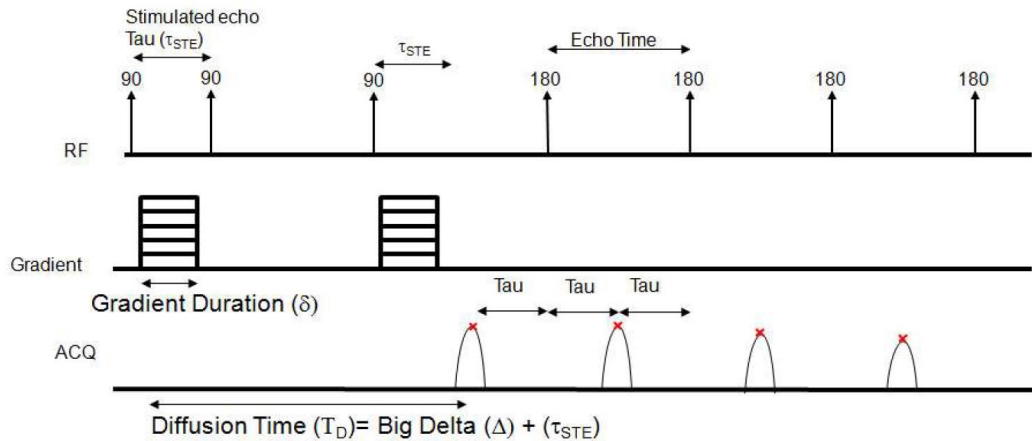 Stimulated echo
Tau (τSTE)
τSTE
Echo Time
90
90
90
180
180
180
180
RF
Gradient
Gradient Duration (δ)
Tau
Tau
Tau
ACQ
Diffusion Time (TD)= Big Delta (Δ) + (τSTE)